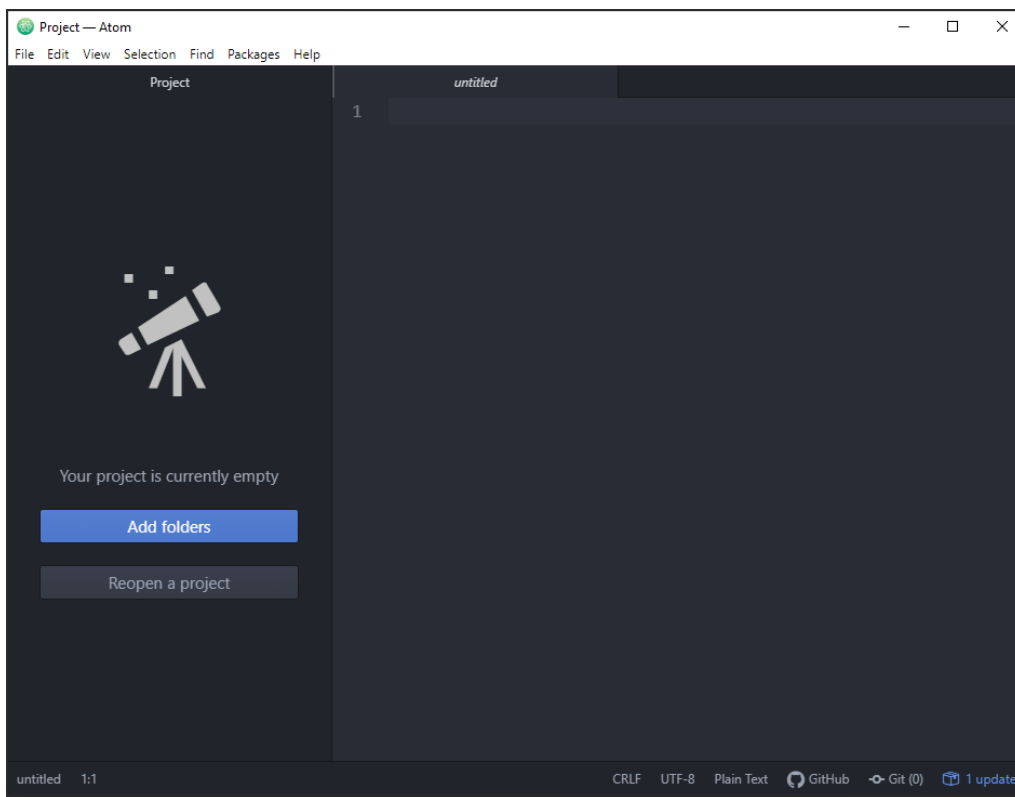 Project — Atom
File Edit View Selection Find Packages Help
Project
untitled
1
Your project is currently empty
Add folders
Reopen a project
untitled 1:1 CRLF UTF-8 Plain Text GitHub Git (0) 1 update